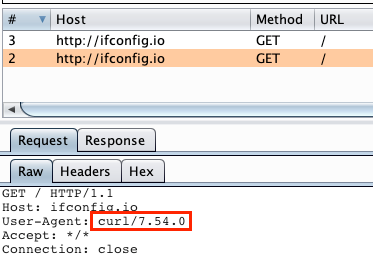 # Host Method URL
3 http://ifconfig.io GET /
2 http://ifconfig.io GET /
Request Response
Raw Headers Hex
GET / HTTP/1.1
Host: ifconfig.io
User-Agent: curl/7.54.0
Accept: */*
Connection: close